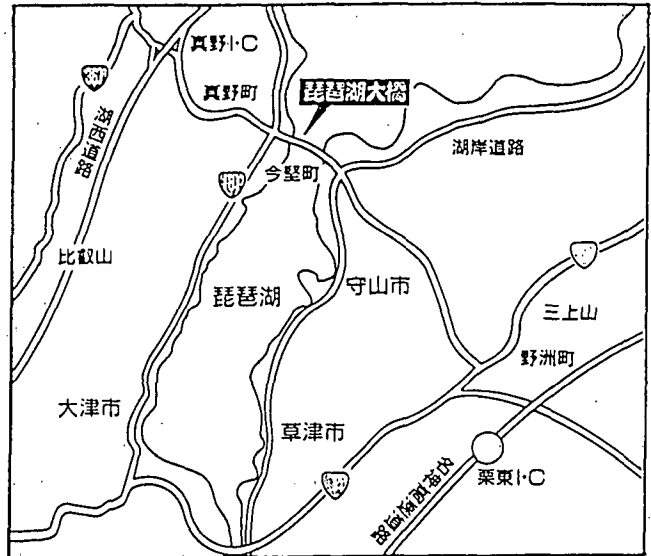 真野I・C
真野町
琵琶湖大橋
湖西道路
湖岸道路
今堅町
比叡山
琵琶湖
守山市
三上山
野洲町
大津市
草津市
栗東I・C
名神高速道路